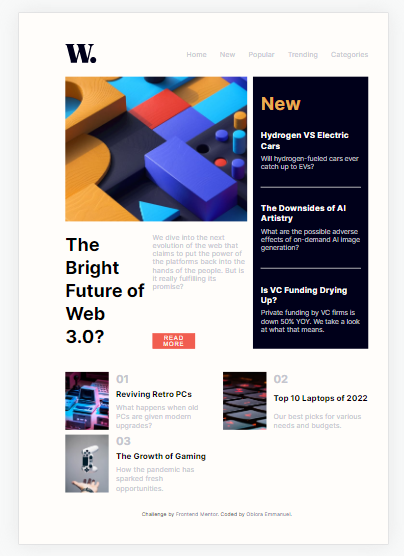 W.
Home New Popular Trending Categories
New
Hydrogen VS Electric
Cars
Will hydrogen-fueled cars ever
catch up to EVs?
The Downsides of AI
Artistry
What are the possible adverse
effects of on-demand AI image
generation?
Is VC Funding Drying
Up?
Private funding by VC firms is
down 50% YOY. We take a look
at what that means.
The
Bright
Future of
Web
3.0?
We dive into the next
evolution of the web that
claims to put the power of
the platforms back into the
hands of the people. But is
it really fulfilling its
promise?
READ
MORE
01
Reviving Retro PCs
What happens when old
PCs are given modern
upgrades?
02
Top 10 Laptops of 2022
Our best picks for various
needs and budgets.
03
The Growth of Gaming
How the pandemic has
sparked fresh
opportunities.
Challenge by Frontend Mentor. Coded by Obiora Emmanuel.